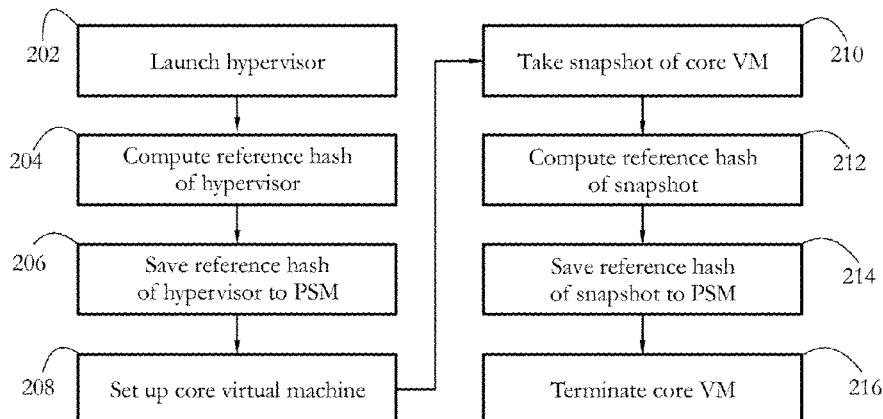 202
Launch hypervisor
204
Compute reference hash
of hypervisor
206
Save reference hash
of hypervisor to PSM
208
Set up core virtual machine
Take snapshot of core VM
210
Compute reference hash
of snapshot
212
Save reference hash
of snapshot to PSM
214
Terminate core VM
216